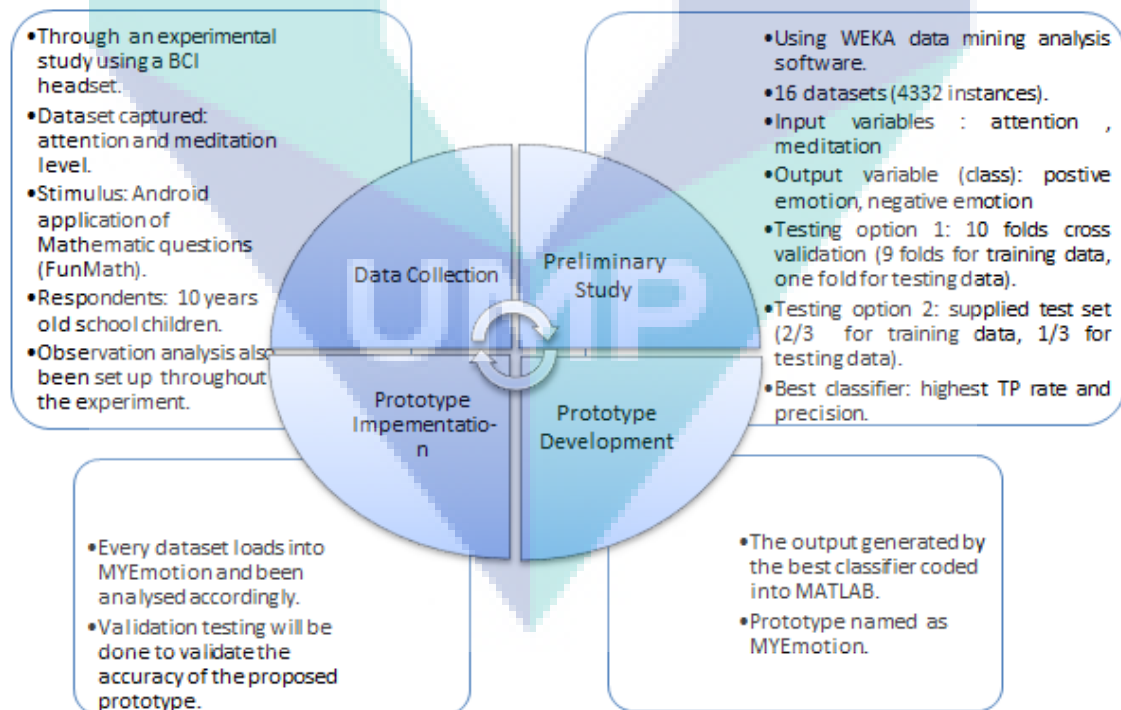 •Through an experimental
study using a BCI
headset.
•Dataset captured:
attention and meditation
level.
•Stimulus: Android
application of
Mathematic questions
(FunMath).
•Respondents: 10 years
old school children.
•Observation analysis also
been set up throughout
the experiment.
•Using WEKA data mining analysis
software.
•16 datasets (4332 instances).
•Input variables : attention ,
meditation
•Output variable (class): postive
emotion, negative emotion
•Testing option 1: 10 folds cross
validation (9 folds for training data,
one fold for testing data).
•Testing option 2: supplied test set
(2/3 for training data, 1/3 for
testing data).
•Best classifier: highest TP rate and
precision.
Data Collection
Preliminary
Study
UMP
Prototype
Impementatio-
n
Prototype
Development
•Every dataset loads into
MYEmotion and been
analysed accordingly.
•Validation testing will be
done to validate the
accuracy of the proposed
prototype.
•The output generated by
the best classifier coded
into MATLAB.
•Prototype named as
MYEmotion.